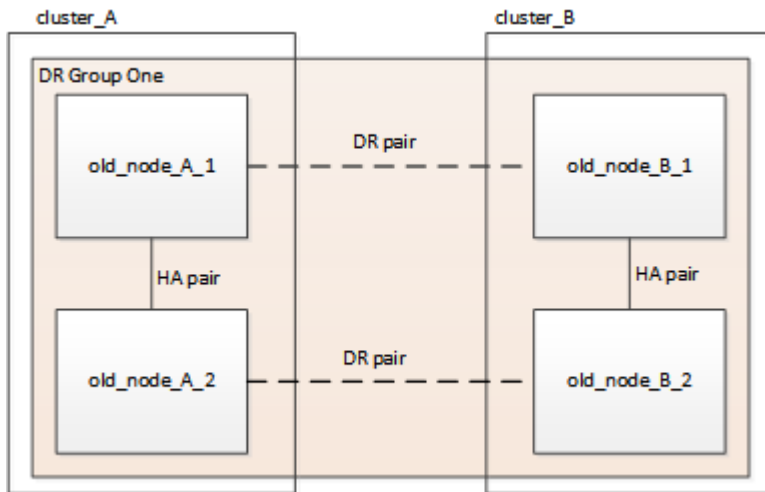 cluster_A
cluster_B
DR Group One
old_node_A_1
DR pair
old_node_B_1
HA pair
HA pair
old_node_A_2
DR pair
old_node_B_2